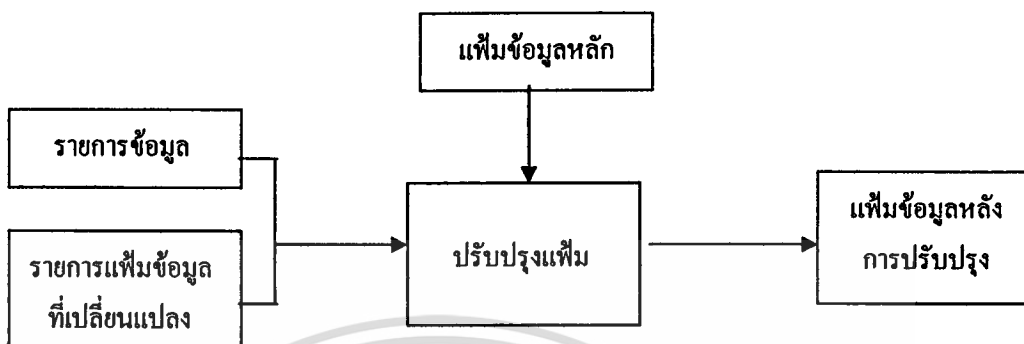 แฟ้มข้อมูลหลัก
รายการข้อมูล
รายการแฟ้มข้อมูล
ที่เปลี่ยนแปลง
ปรับปรุงแฟ้ม
แฟ้มข้อมูลหลัง
การปรับปรุง